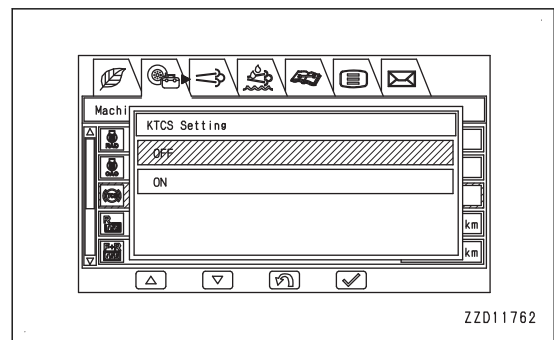 Machi
KTCS Setting
OFF
ON
km
km
ZZD11762